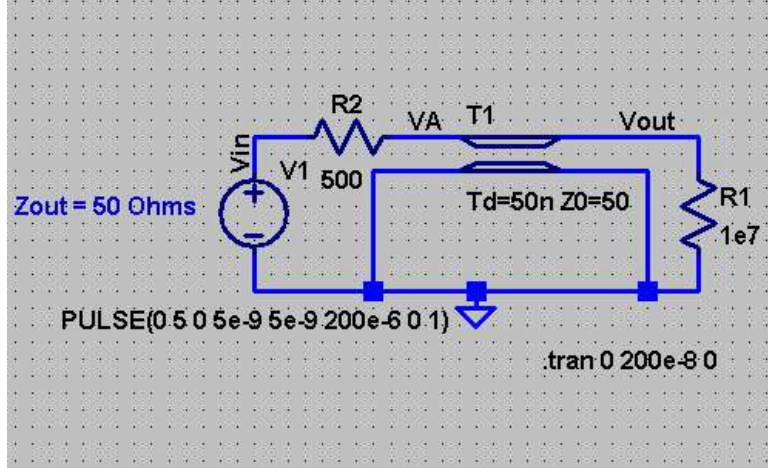 R2
VA
T1
Vout
Vin
V1
500
Zout = 50 Ohms
Td=50n Z0=50
R1
1e7
PULSE(0 5 0 5e-9 5e-9 200e-6 0 1)
.tran 0 200e-8 0